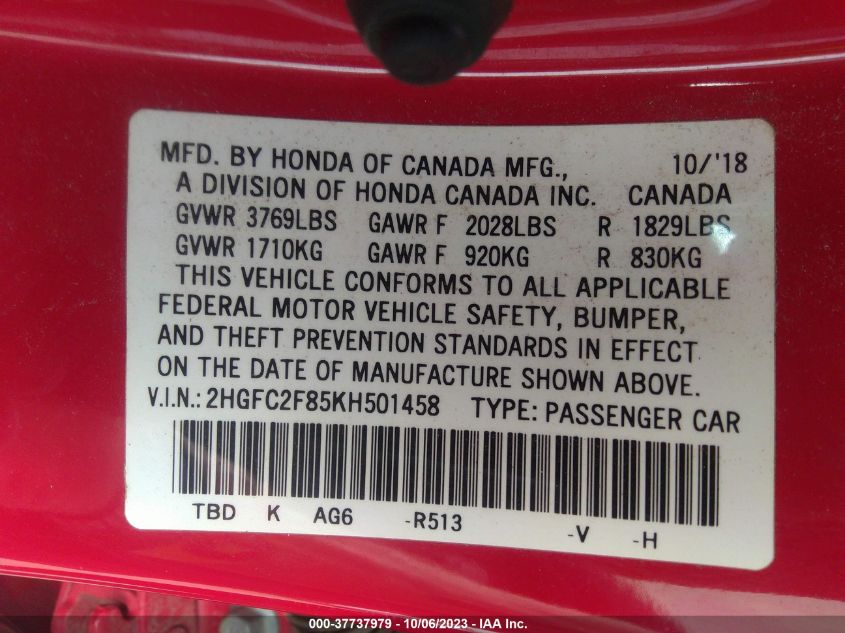 MFD. BY HONDA OF CANADA MFG., 10/'18
A DIVISION OF HONDA CANADA INC. CANADA
GVWR 3769LBS GAWR F 2028LBS R 1829LBS
GVWR 1710KG GAWR F 920KG R 830KG
THIS VEHICLE CONFORMS TO ALL APPLICABLE
FEDERAL MOTOR VEHICLE SAFETY, BUMPER,
AND THEFT PREVENTION STANDARDS IN EFFECT
ON THE DATE OF MANUFACTURE SHOWN ABOVE.
V.I.N.: 2HGFC2F85KH501458 TYPE: PASSENGER CAR
TBD K AG6 -R513 -V -H
000-37737979 - 10/06/2023 - IAA Inc.